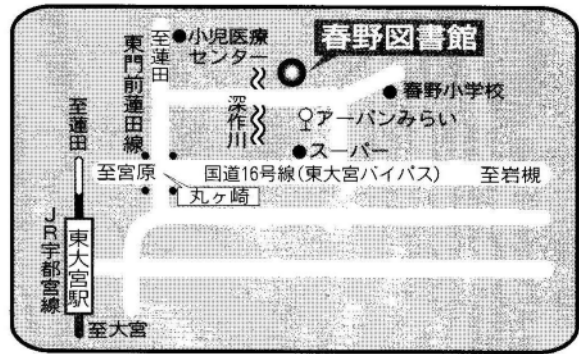 至蓮田
小児医療
センター
春野図書館
東門前蓮田線
至蓮田
深作川
春野小学校
アーバンみらい
スーパー
至宮原
国道16号線(東大宮バイパス)
至岩槻
丸ヶ崎
JR宇都宮線
東大宮駅
至大宮